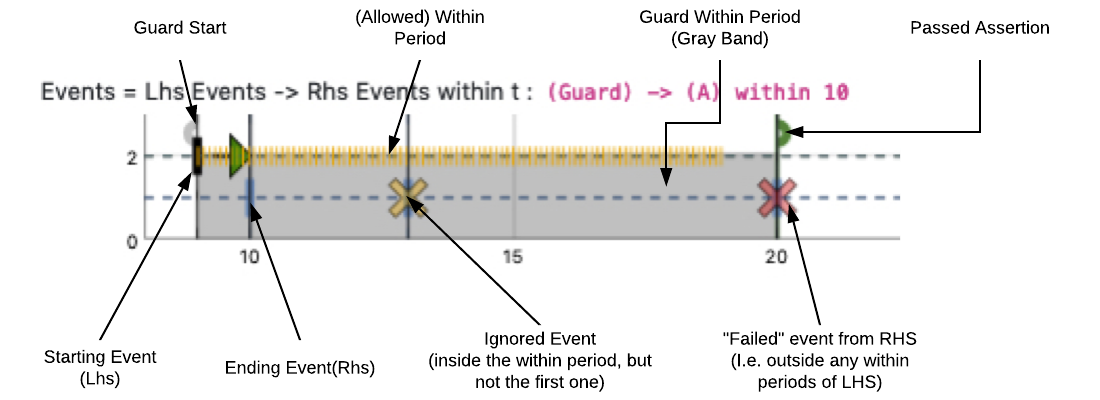 Guard Start
(Allowed) Within
Period
Guard Within Period
(Gray Band)
Passed Assertion
Events = Lhs Events -> Rhs Events within t : (Guard) -> (A) within 10
2
0
10
15
20
Starting Event
(Lhs)
Ending Event(Rhs)
Ignored Event
(inside the within period, but
not the first one)
"Failed" event from RHS
(I.e. outside any within
periods of LHS)